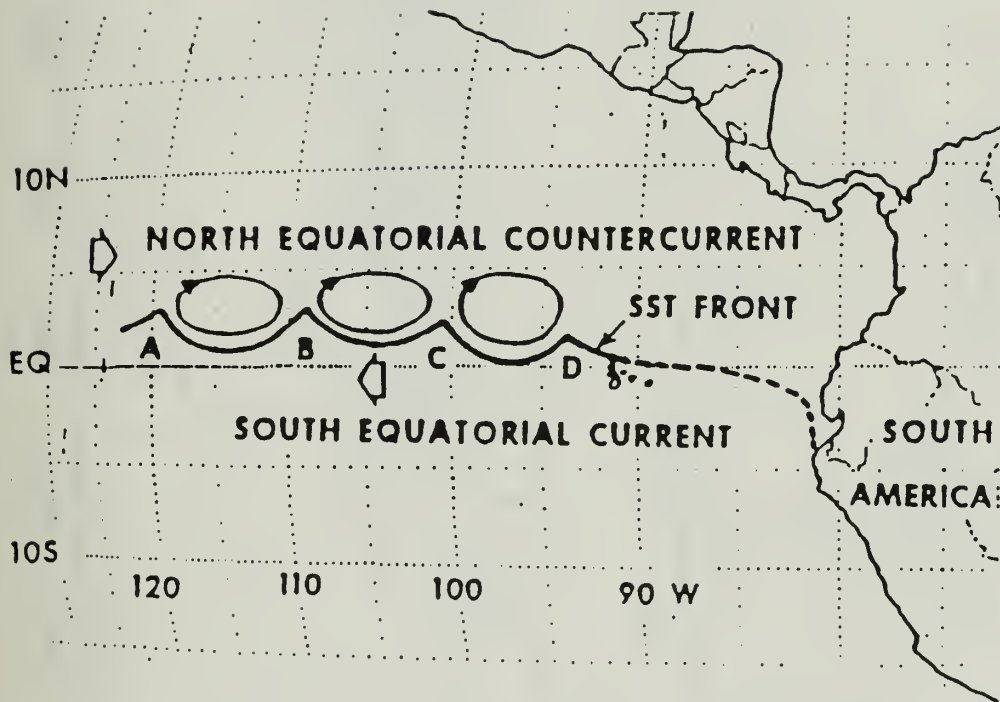 10N
NORTH EQUATORIAL COUNTERCURRENT
SST FRONT
A
B
C
D
EQ
SOUTH EQUATORIAL CURRENT
SOUTH
AMERICA
10S
120
110
100
90 W